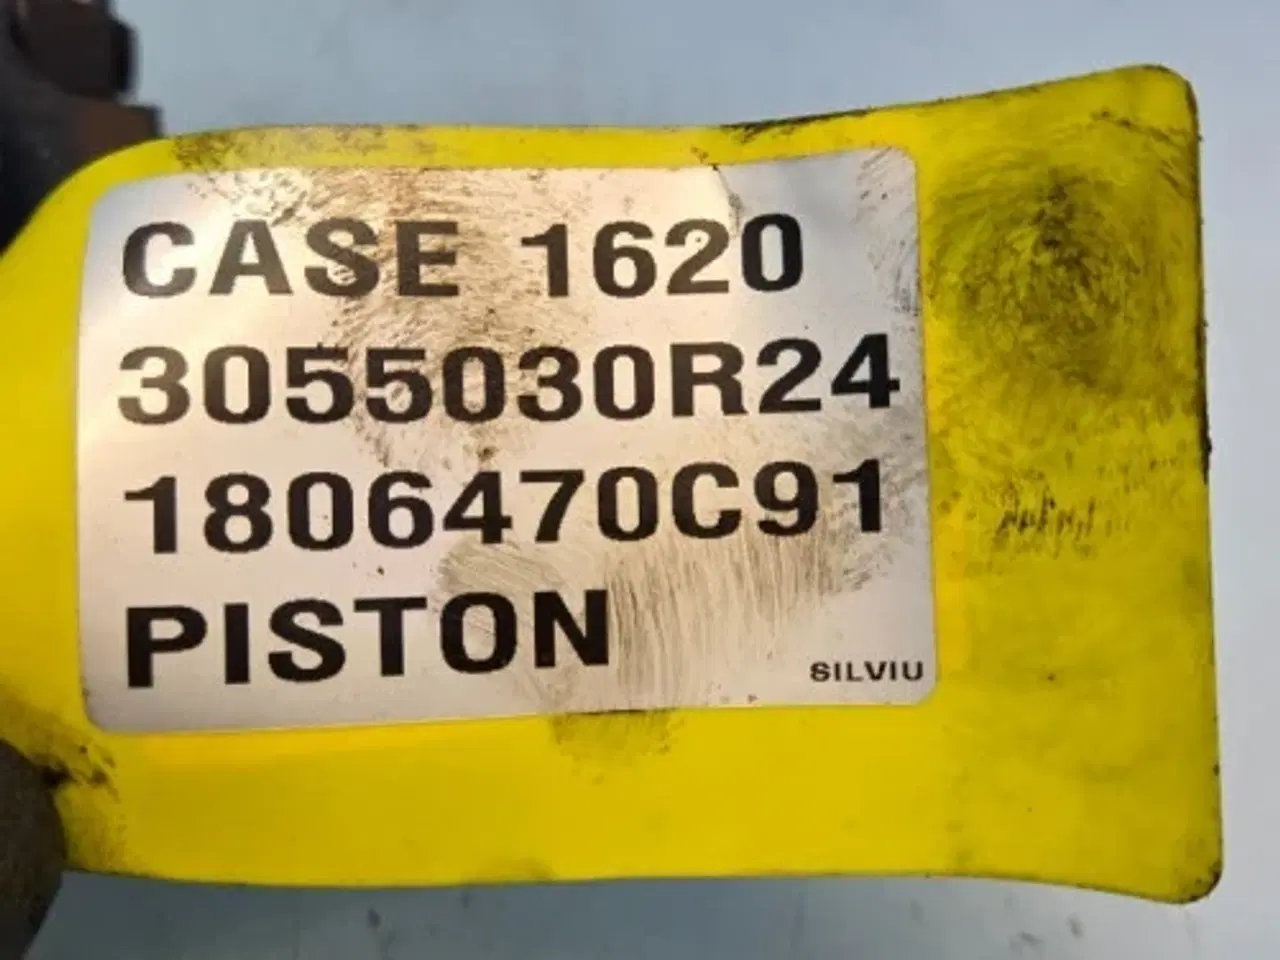 CASE 1620
3055030R24
1806470C91
PISTON
SILVIU